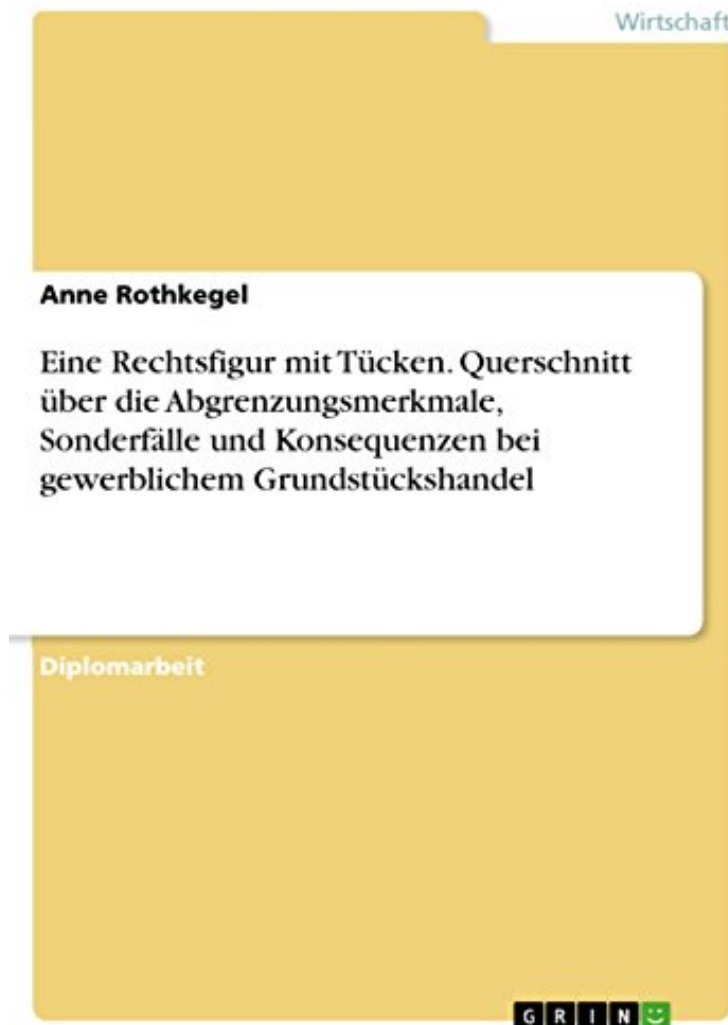 Wirtschaft
Anne Rothkegel
Eine Rechtsfigur mit Tücken. Querschnitt
über die Abgrenzungsmerkmale,
Sonderfälle und Konsequenzen bei
gewerblichem Grundstückshandel
Diplomarbeit
GRIN